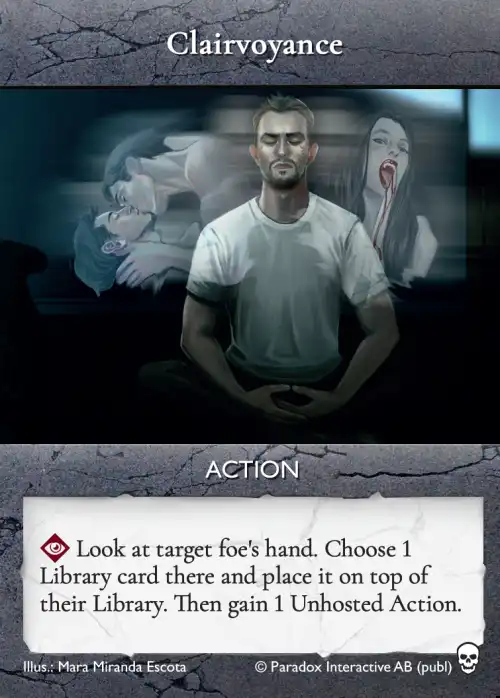 Clairvoyance
ACTION
Look at target foe's hand. Choose 1
Library card there and place it on top of
their Library. Then gain 1 Unhosted Action.
Illus.: Mara Miranda Escota
© Paradox Interactive AB (publ)